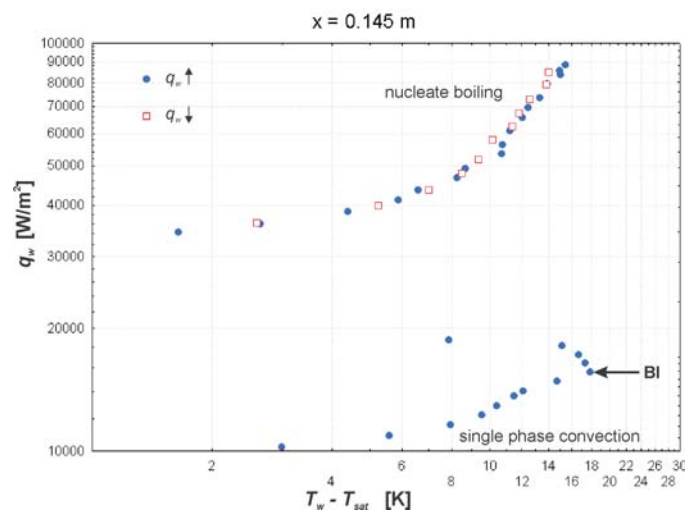 x = 0.145 m
100000
90000
80000
70000
60000
50000
40000
30000
20000
10000
q_w [W/m²]
q_w ↑
q_w ↓
nucleate boiling
BI
single phase convection
2 6 10 14 18 22 26 30
4 8 12 16 20 24 28
T_w - T_sat [K]